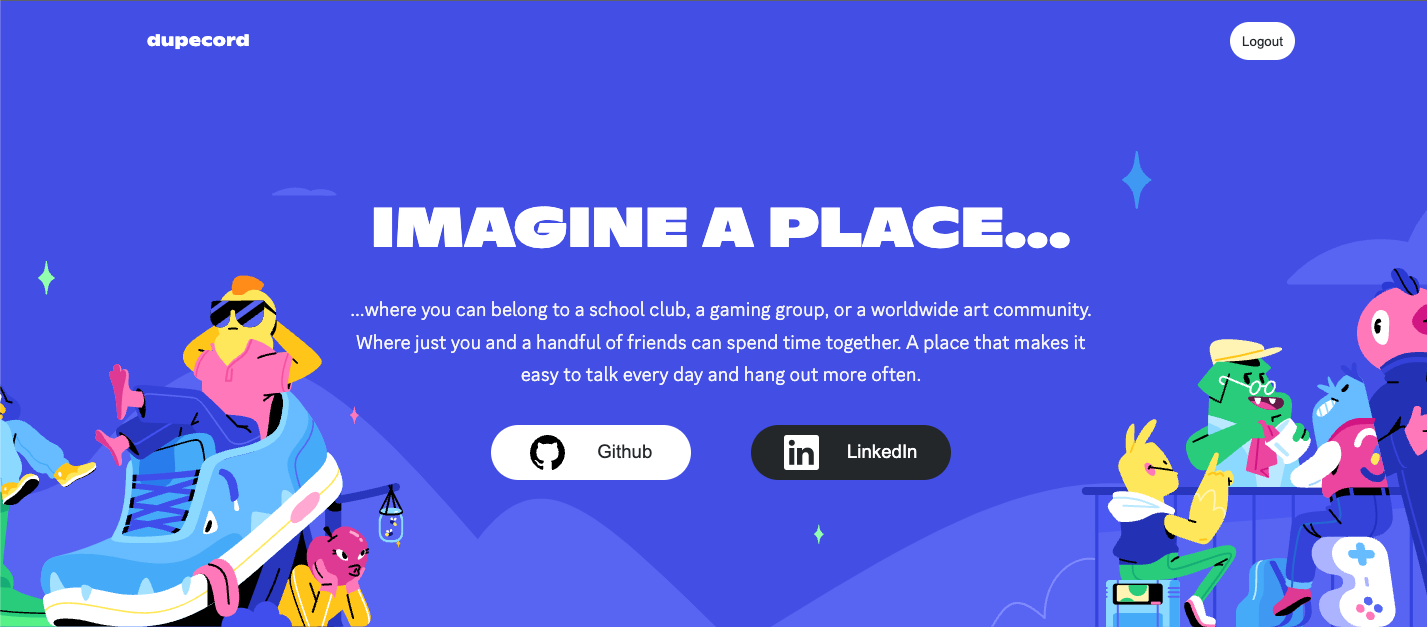 dupecord
Logout
IMAGINE A PLACE...
...where you can belong to a school club, a gaming group, or a worldwide art community.
Where just you and a handful of friends can spend time together. A place that makes it
easy to talk every day and hang out more often.
Github
in LinkedIn